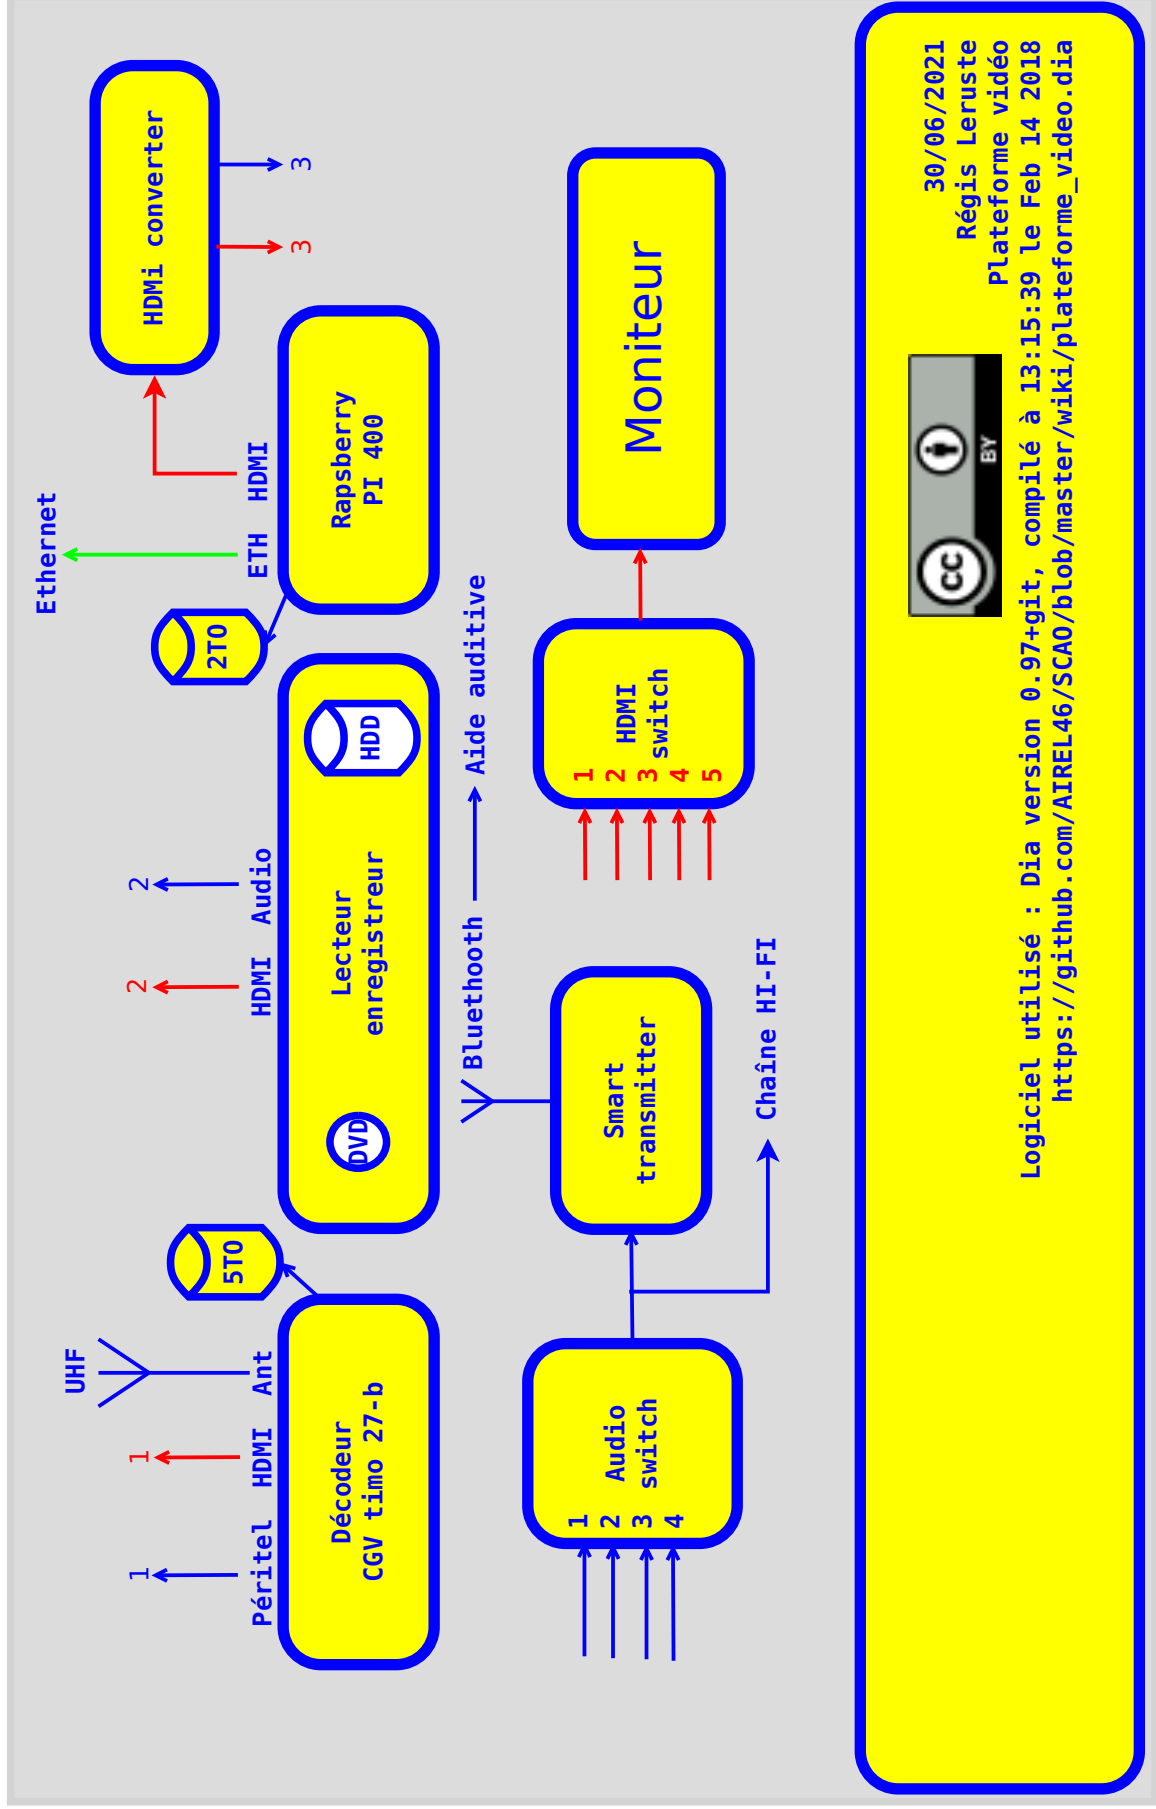 UHF
Ethernet
1
1
2
2
Péritel HDMI Ant
HDMI Audio
ETH HDMI
HDMi converter
3
3
5TO
2TO
Décodeur
CGV timo 27-b
DVD
Lecteur
enregistreur
HDD
Rapsberry
PI 400
Bluethooth
Aide auditive
1
2
3
4
Audio
switch
Smart
transmitter
1
2
3
4
5
HDMI
switch
Moniteur
Chaîne HI-FI
30/06/2021
Régis Leruste
Plateforme vidéo
Logiciel utilisé : Dia version 0.97+git, compilé à 13:15:39 le Feb 14 2018
https://github.com/AIREL46/SCAO/blob/master/wiki/plateforme_video.dia
cc
BY